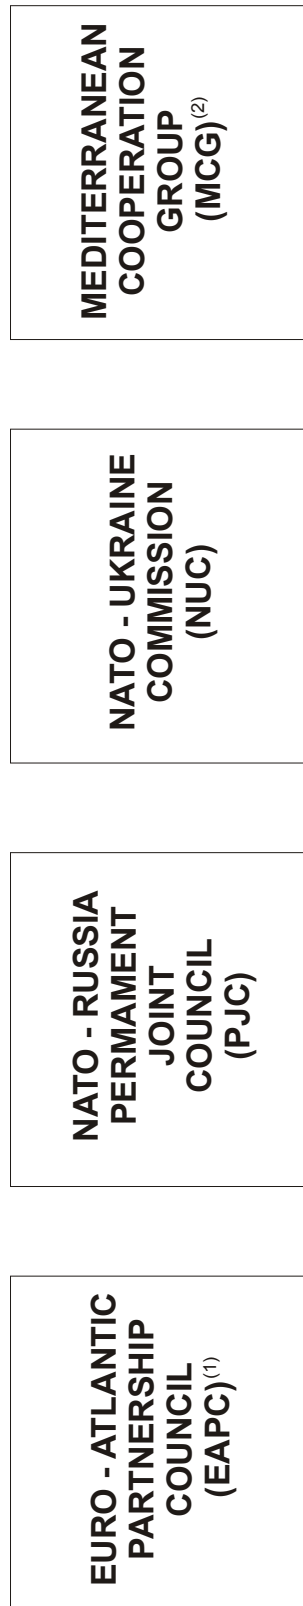 EURO - ATLANTIC
PARTNERSHIP
COUNCIL
(EAPC)(1)
NATO - RUSSIA
PERMAMENT
JOINT
COUNCIL
(PJC)
NATO - UKRAINE
COMMISSION
(NUC)
MEDITERRANEAN
COOPERATION
GROUP
(MCG)(2)